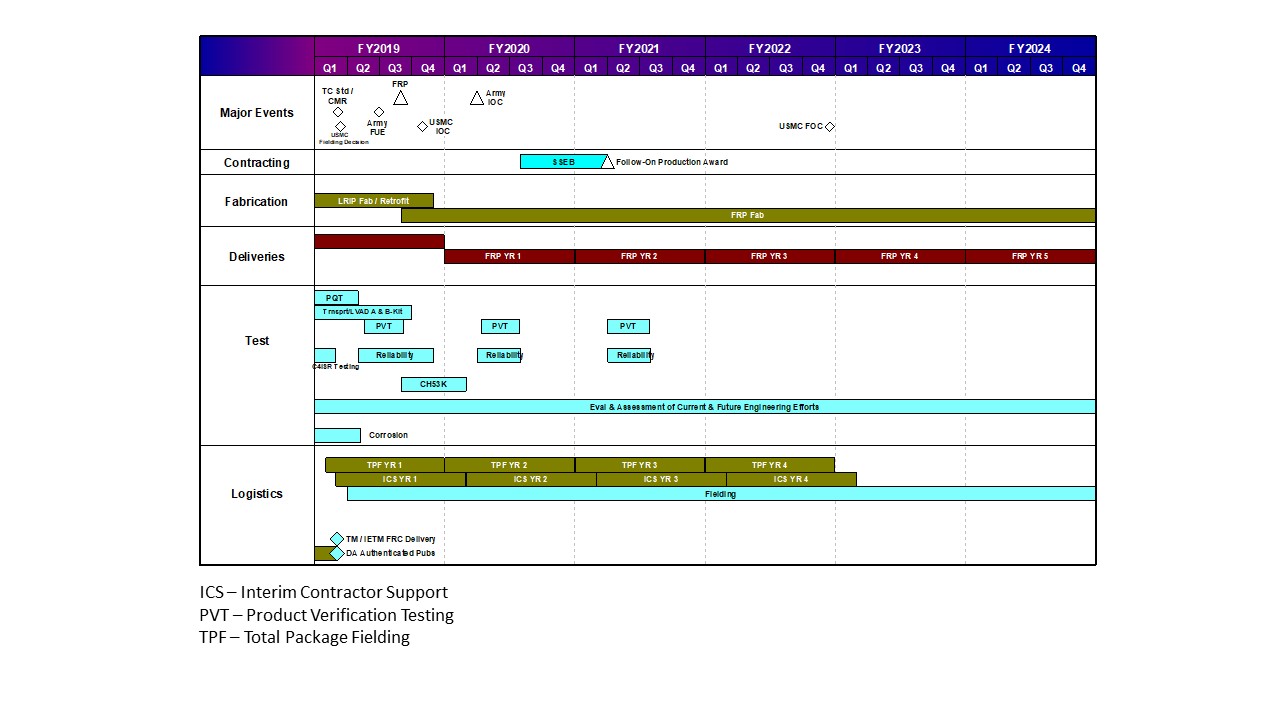 FY2019 FY2020 FY2021 FY2022 FY2023 FY2024
Q1 Q2 Q3 Q4 Q1 Q2 Q3 Q4 Q1 Q2 Q3 Q4 Q1 Q2 Q3 Q4 Q1 Q2 Q3 Q4 Q1 Q2 Q3 Q4
Major Events
TC Std /
CMR
FRP
Army
IOC
Army
FUE
USMC
IOC
USMC
Fielding Decision
USMC FOC
Contracting
SSEB
Follow-On Production Award
Fabrication
LRIP Fab / Retrofit
FRP Fab
Deliveries
FRP YR 1 FRP YR 2 FRP YR 3 FRP YR 4 FRP YR 5
Test
PQT
Trnsprt/LVAD A & B-Kit
PVT PVT PVT
Reliability Reliability Reliability
C4ISR Testing
CH53K
Eval & Assessment of Current & Future Engineering Efforts
Corrosion
Logistics
TPF YR 1 TPF YR 2 TPF YR 3 TPF YR 4
ICS YR 1 ICS YR 2 ICS YR 3 ICS YR 4
Fielding
TM / IETM FRC Delivery
DA Authenticated Pubs
ICS – Interim Contractor Support
PVT – Product Verification Testing
TPF – Total Package Fielding